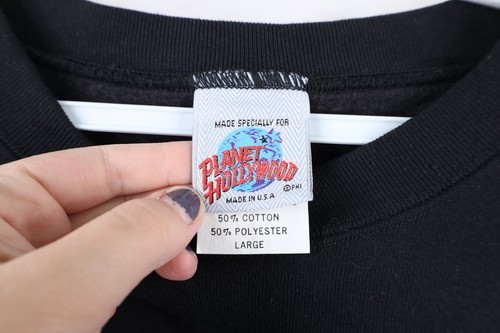 MADE SPECIALLY FOR
PLANET
HOLLYWOOD
©PHI
MADE IN U.S.A.
50% COTTON
50% POLYESTER
LARGE